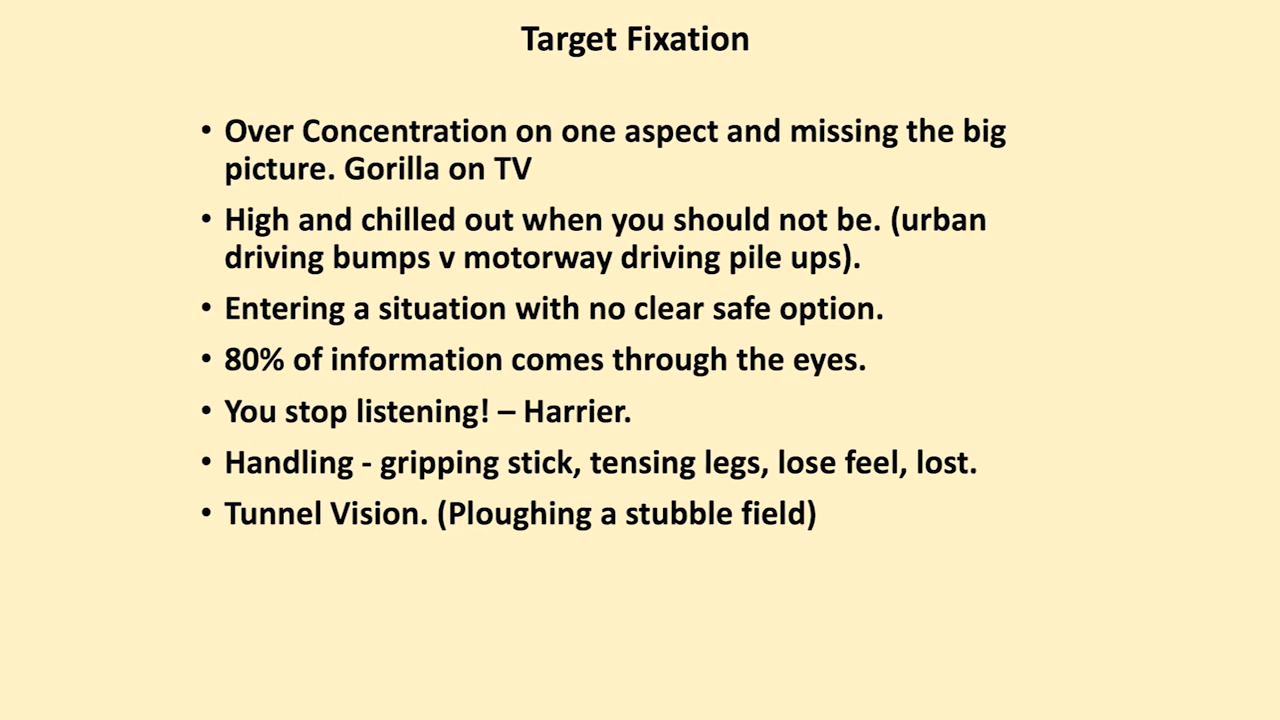 Target Fixation
• Over Concentration on one aspect and missing the big
picture. Gorilla on TV
• High and chilled out when you should not be. (urban
driving bumps v motorway driving pile ups).
• Entering a situation with no clear safe option.
• 80% of information comes through the eyes.
• You stop listening! – Harrier.
• Handling - gripping stick, tensing legs, lose feel, lost.
• Tunnel Vision. (Ploughing a stubble field)